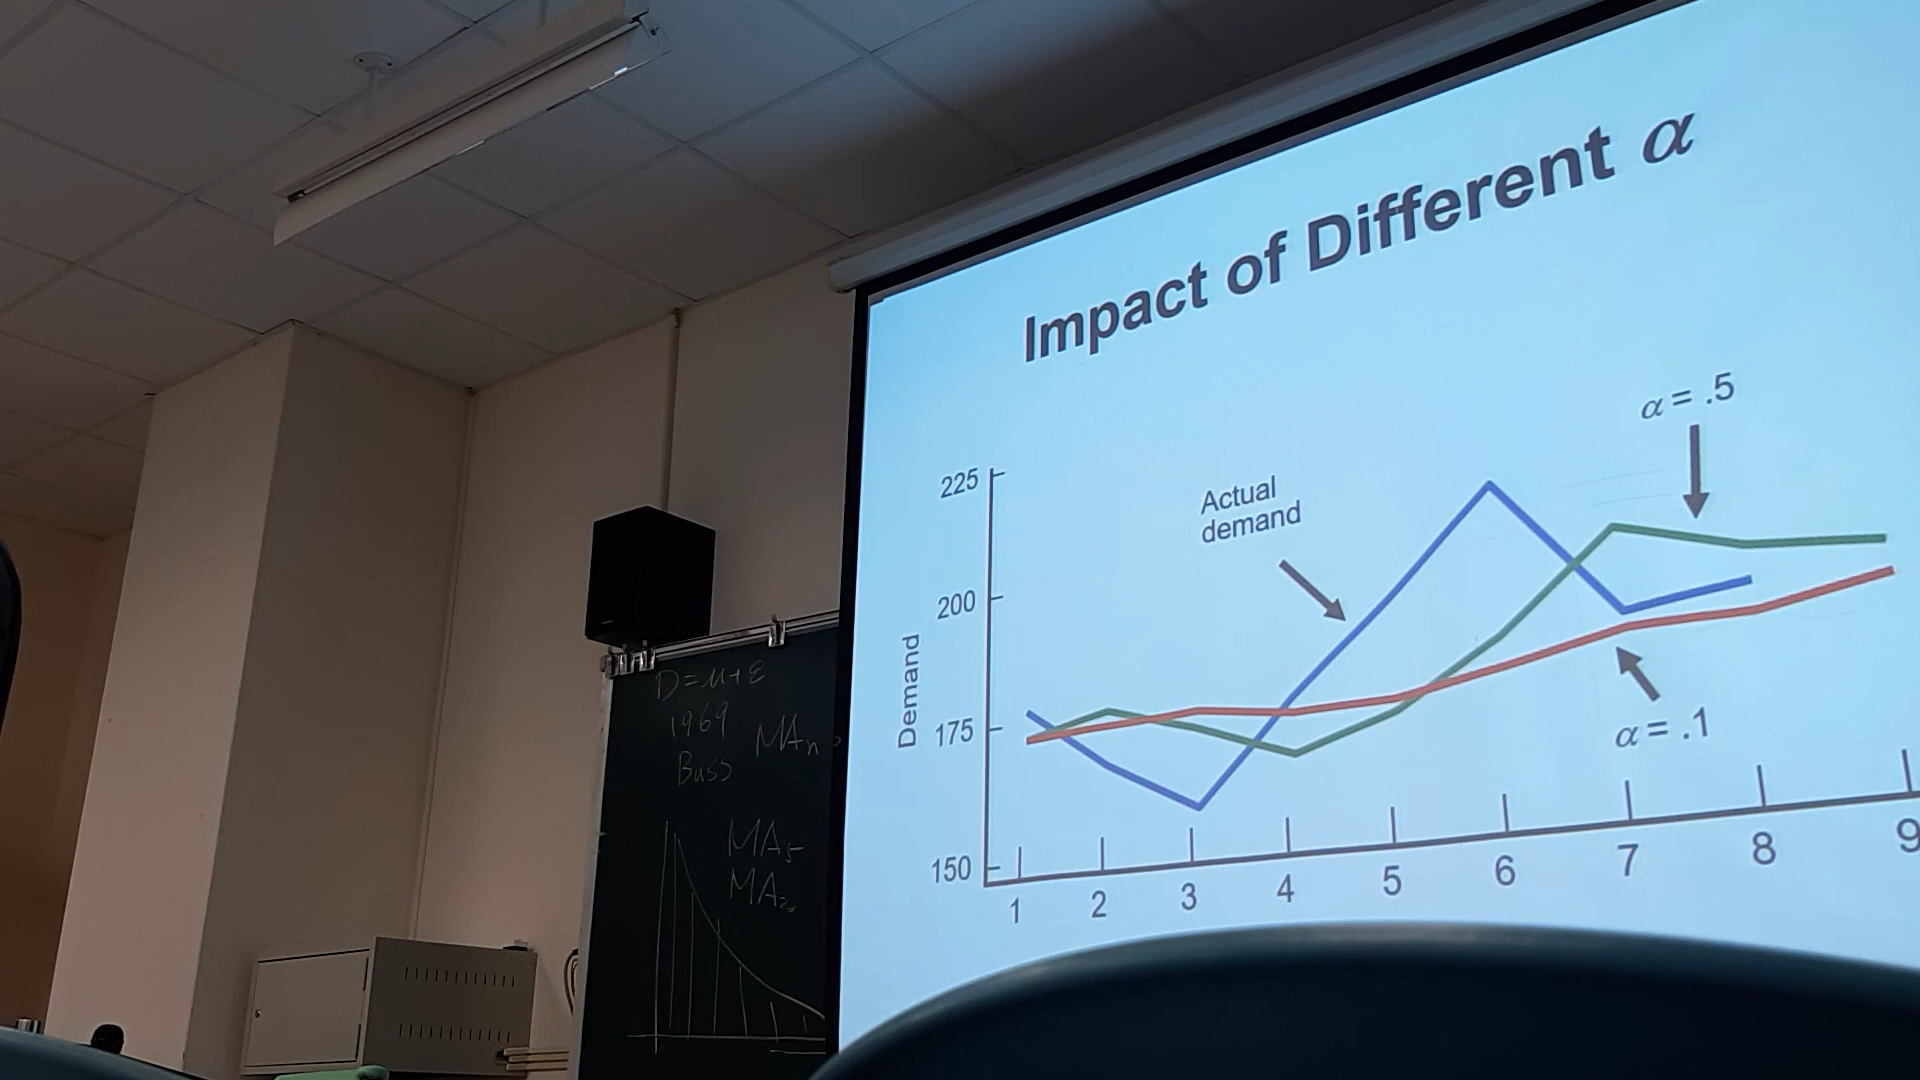 Impact of Different α
α = .5
Actual
demand
225
200
175
150
Demand
α = .1
1 2 3 4 5 6 7 8 9
D = μ + ε
1969
Buss
MAₙ
MA₅
MA